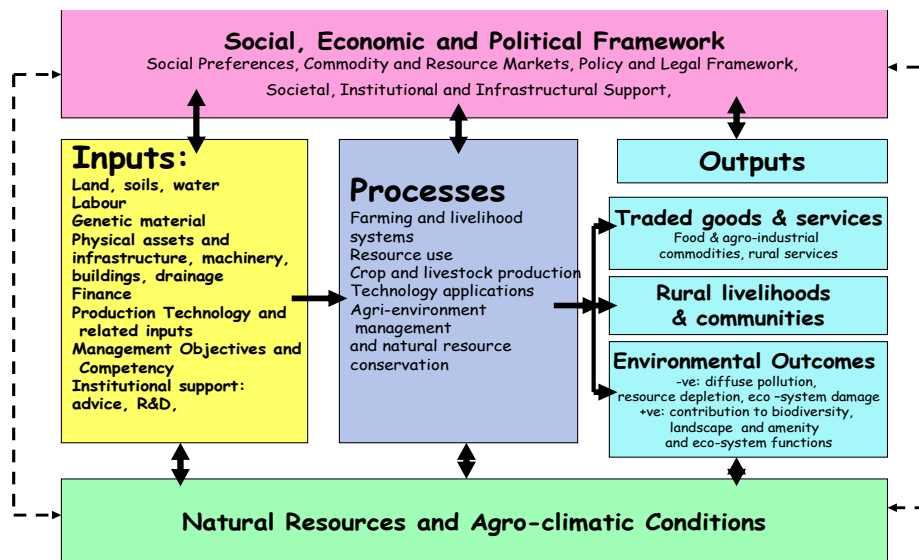 Social, Economic and Political Framework
Social Preferences, Commodity and Resource Markets, Policy and Legal Framework,
Societal, Institutional and Infrastructural Support,
Inputs:
Land, soils, water
Labour
Genetic material
Physical assets and
infrastructure, machinery,
buildings, drainage
Finance
Production Technology and
related inputs
Management Objectives and
Competency
Institutional support:
advice, R&D,
Processes
Farming and livelihood
systems
Resource use
Crop and livestock production
Technology applications
Agri-environment
management
and natural resource
conservation
Outputs
Traded goods & services
Food & agro-industrial
commodities, rural services
Rural livelihoods
& communities
Environmental Outcomes
-ve: diffuse pollution,
resource depletion, eco –system damage
+ve: contribution to biodiversity,
landscape and amenity
and eco-system functions
Natural Resources and Agro-climatic Conditions